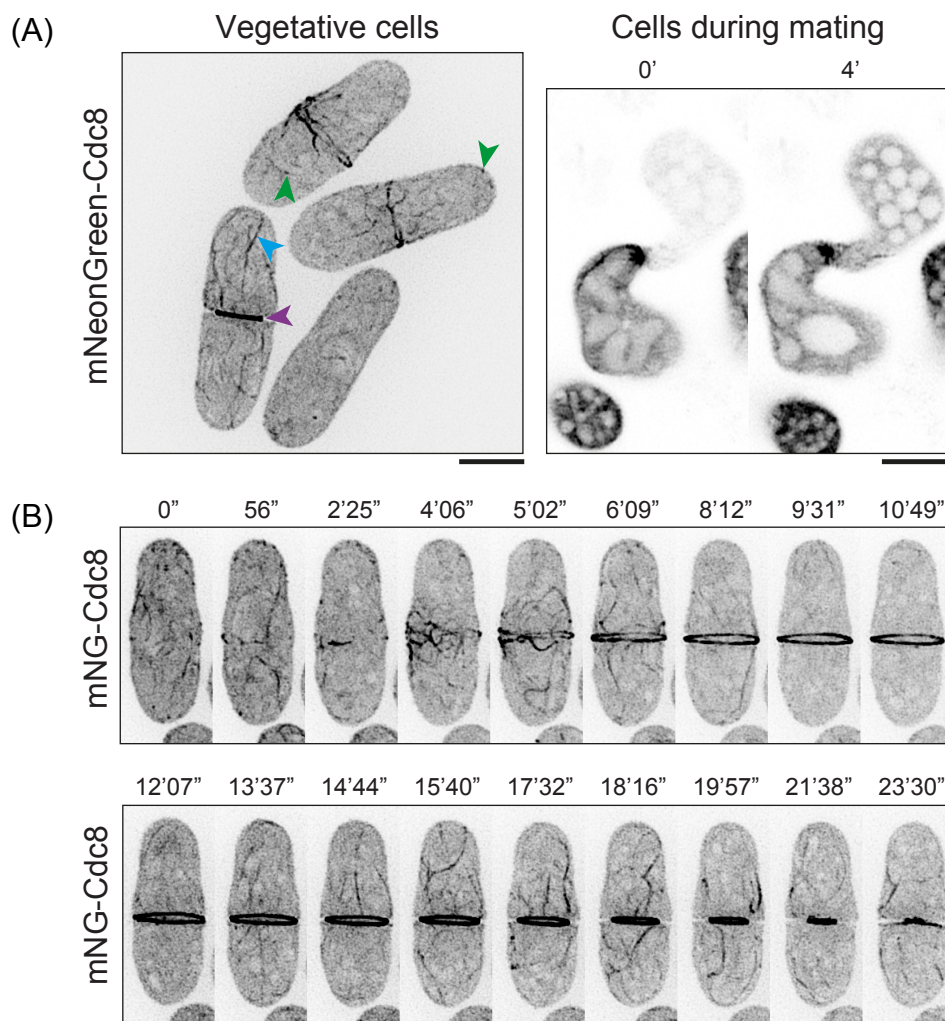 (A)
Vegetative cells
Cells during mating
0’
4’
mNeonGreen-Cdc8
(B)
0” 56” 2’25” 4’06” 5’02” 6’09” 8’12” 9’31” 10’49”
mNG-Cdc8
12’07” 13’37” 14’44” 15’40” 17’32” 18’16” 19’57” 21’38” 23’30”
mNG-Cdc8